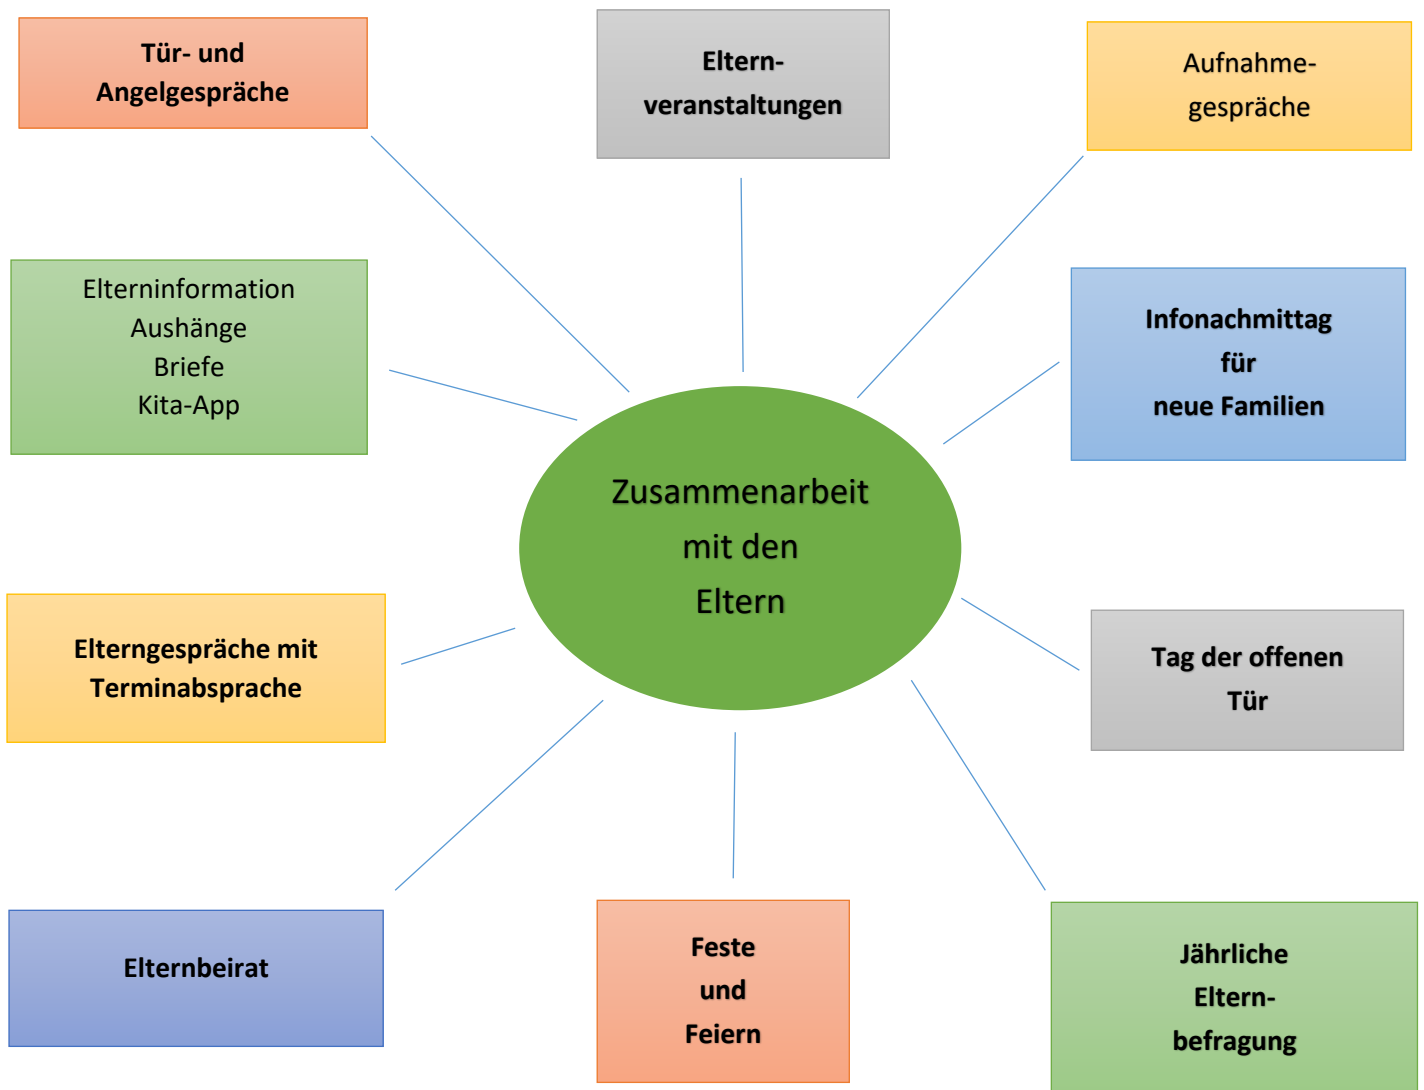 Tür- und
Angelgespräche
Eltern-
veranstaltungen
Aufnahme-
gespräche
Elterninformation
Aushänge
Briefe
Kita-App
Infonachmittag
für
neue Familien
Zusammenarbeit
mit den
Eltern
Elterngespräche mit
Terminabsprache
Tag der offenen
Tür
Elternbeirat
Feste
und
Feiern
Jährliche
Eltern-
befragung